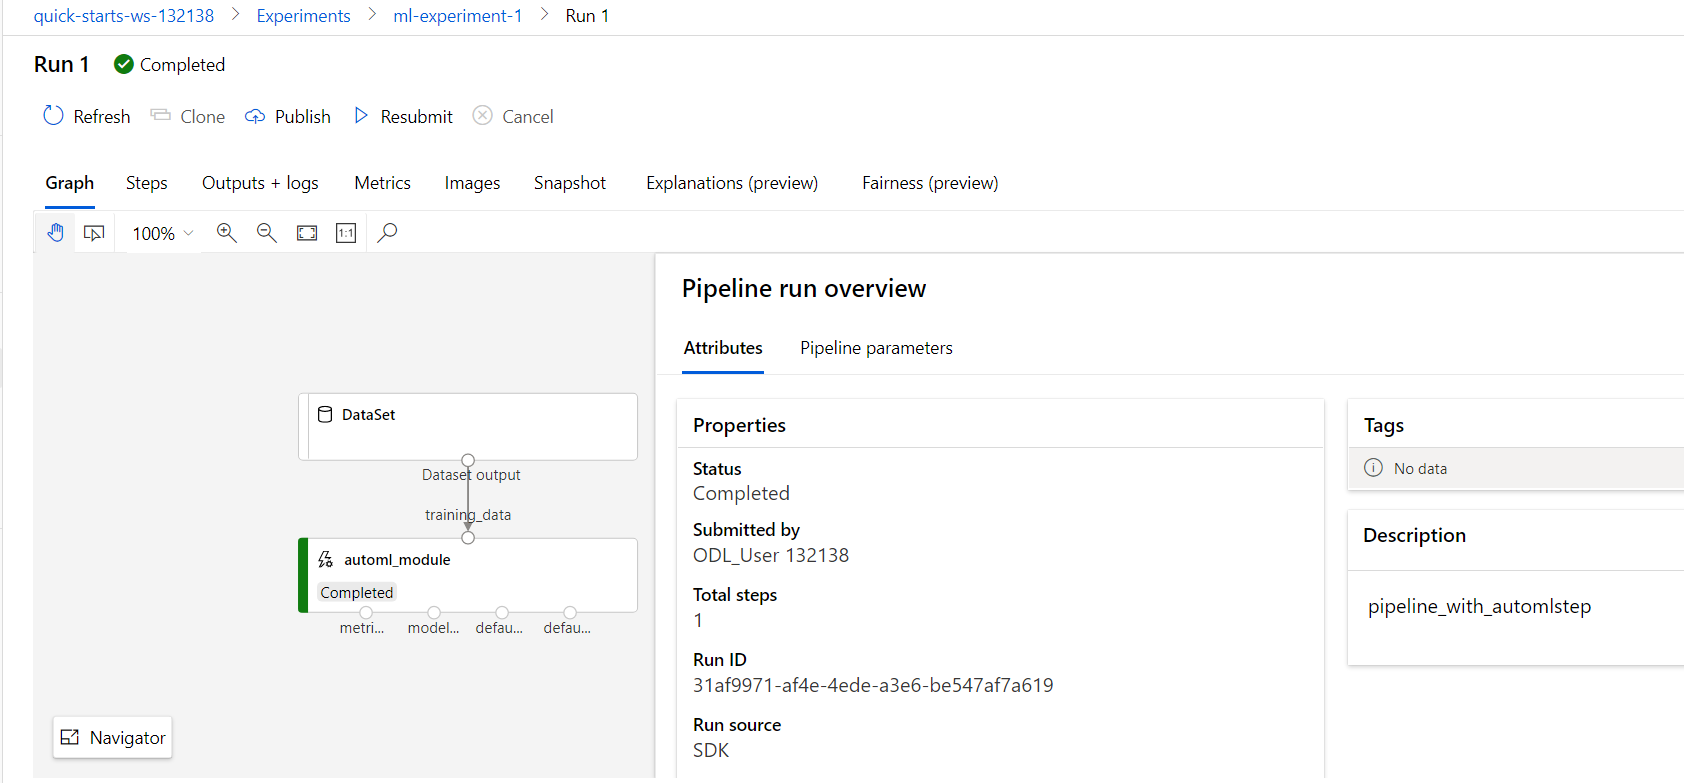 quick-starts-ws-132138 > Experiments > ml-experiment-1 > Run 1
Run 1 Completed
Refresh Clone Publish Resubmit Cancel
Graph Steps Outputs + logs Metrics Images Snapshot Explanations (preview) Fairness (preview)
100% 1:1
DataSet
Dataset output
training_data
automl_module
Completed
metri... model... defau... defau...
Navigator
Pipeline run overview
Attributes Pipeline parameters
Properties
Status
Completed
Submitted by
ODL_User 132138
Total steps
1
Run ID
31af9971-af4e-4ede-a3e6-be547af7a619
Run source
SDK
Tags
No data
Description
pipeline_with_automlstep